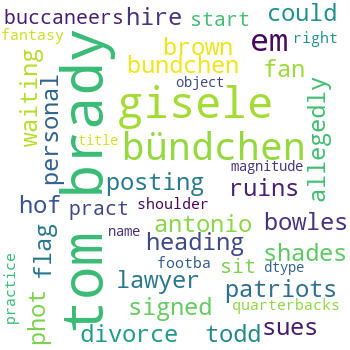 buccaneers
hire
start
could
fantasy
brown
em
right
waiting
personal
bundchen
fan
object
gisele
allegedly
tom brady
bündchen
title
posting
magnitude
ruins
hof
pract
shoulder
antonio
bowles
name
flag
heading
shades
footba
sit
dtype
phot
lawyer
patriots
practice
signed
quarterbacks
divorce
todd
sues